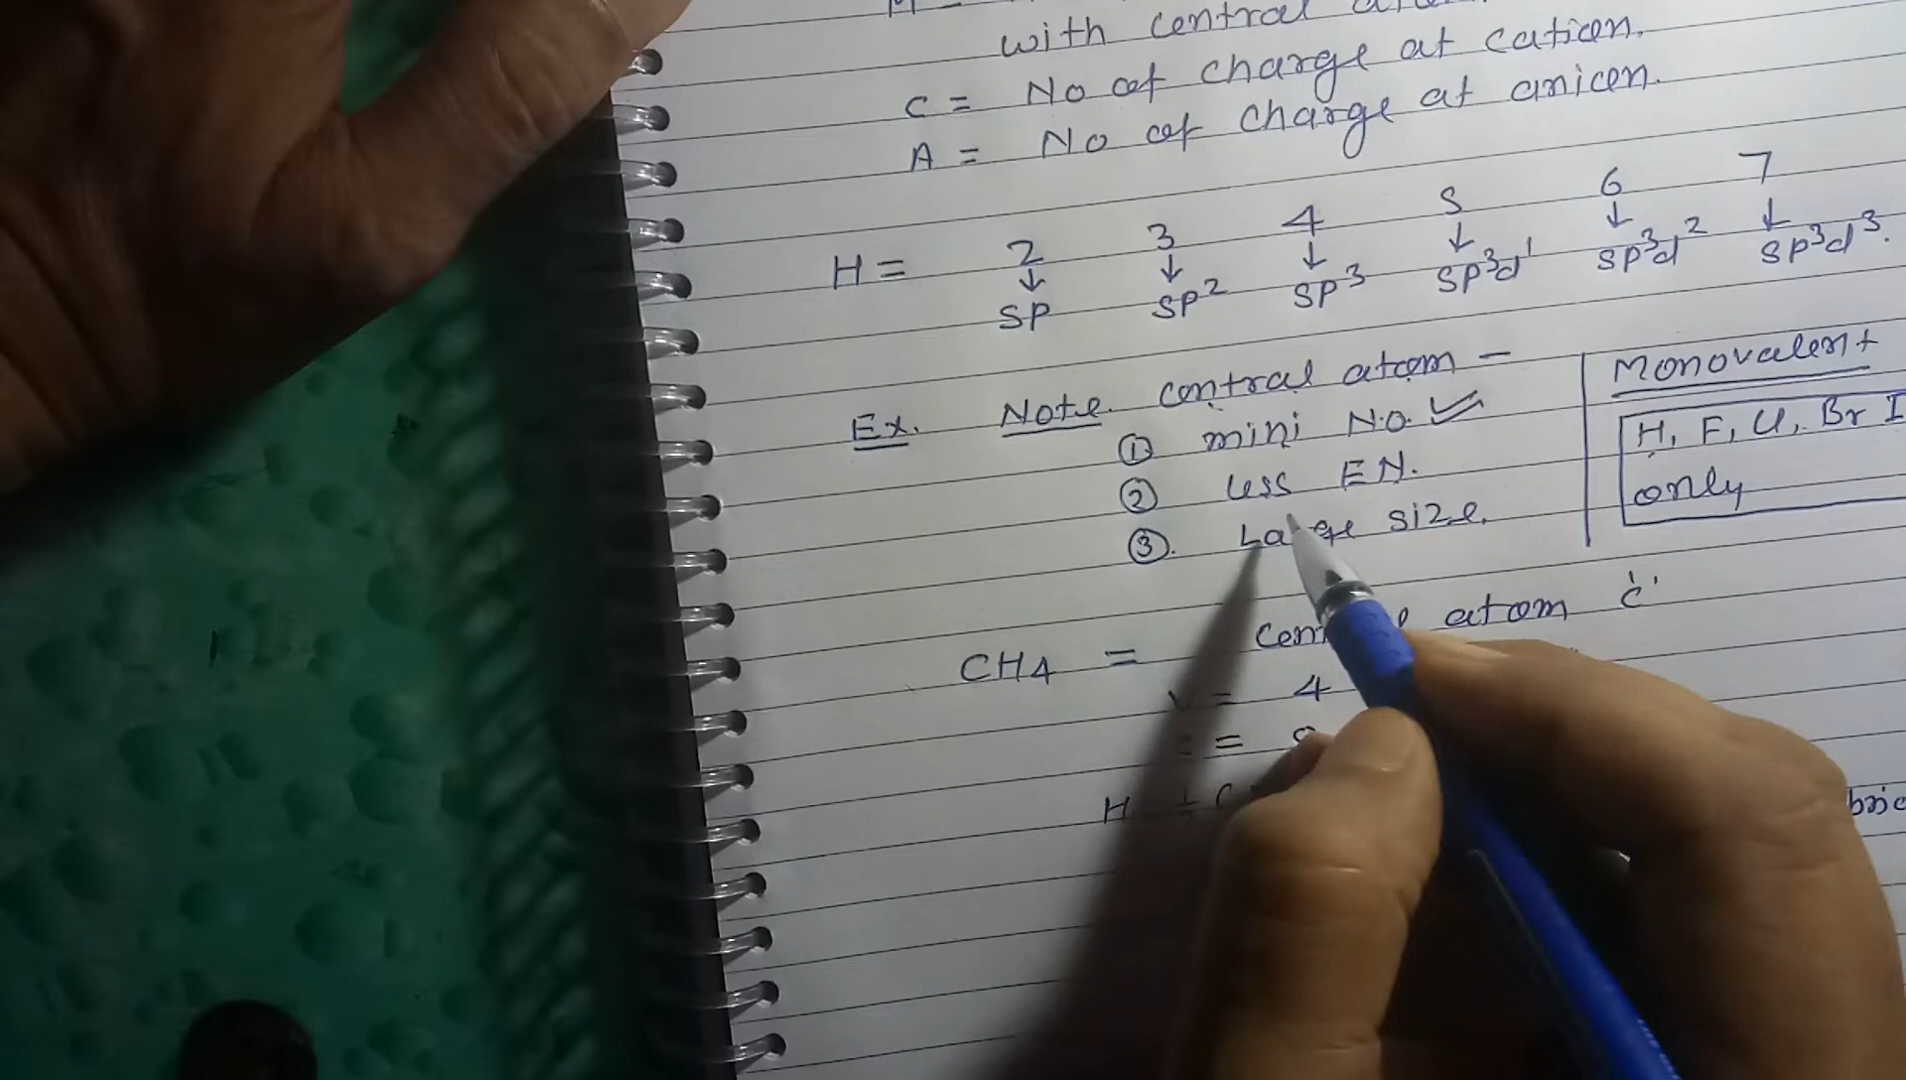 with central
C = No of charge at cation.
A = No of charge at anion.
H = 2 3 4 5 6 7
↓ ↓ ↓ ↓ ↓ ↓
sp sp² sp³ sp³d¹ sp³d² sp³d³.
Ex. Note. central atom -
① mini N.O. ✓
② less EN.
③. Large size.
Monovalent
H, F, Cl, Br I
only
CH4 = atom 'c'
= 4
=
H